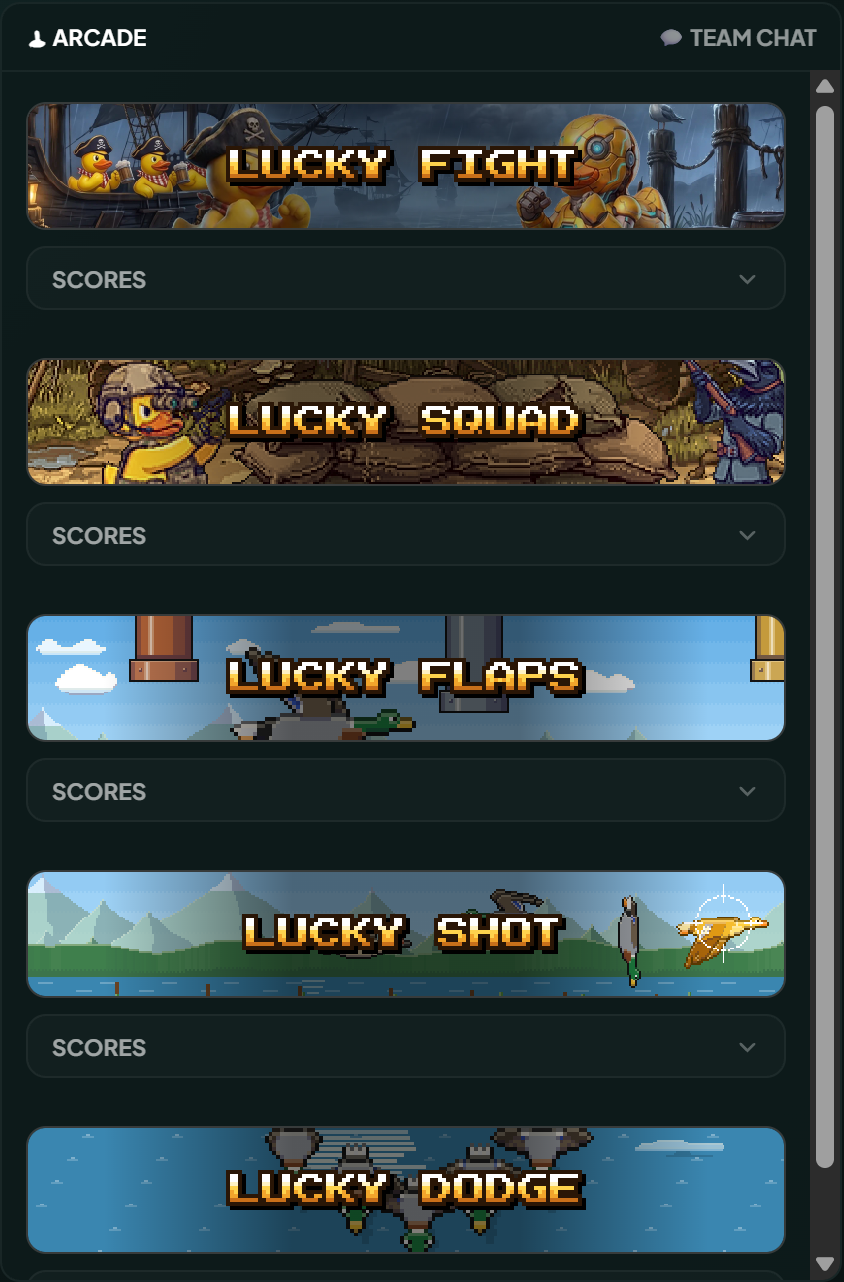 ARCADE
TEAM CHAT
LUCKY FIGHT
SCORES
LUCKY SQUAD
SCORES
LUCKY FLAPS
SCORES
LUCKY SHOT
SCORES
LUCKY DODGE